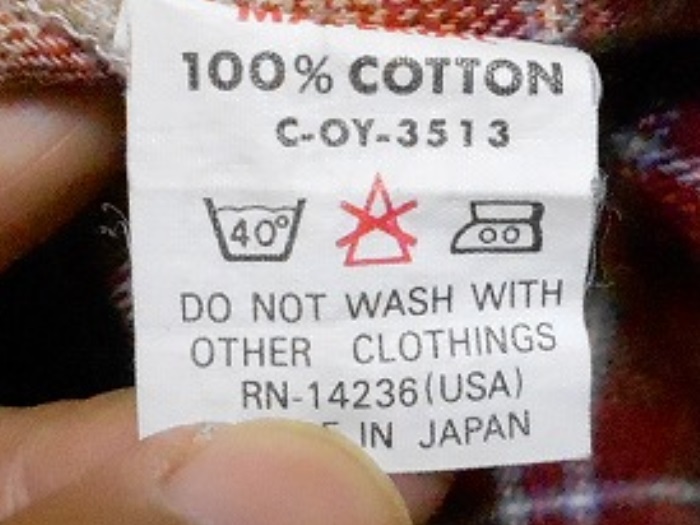 100% COTTON
C-OY-3513
40°
DO NOT WASH WITH
OTHER CLOTHINGS
RN-14236(USA)
IN JAPAN